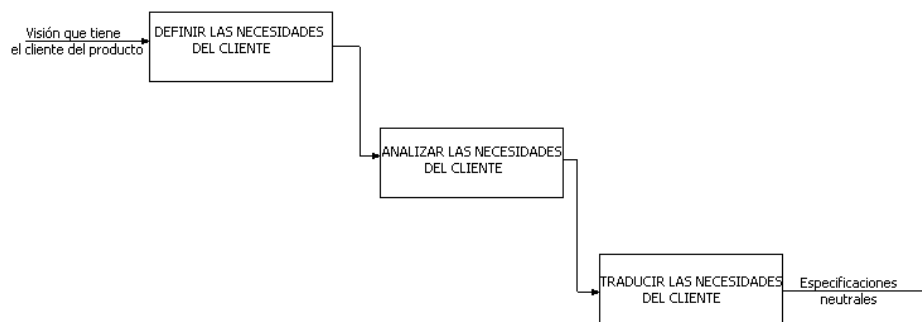 Visión que tiene
el cliente del producto
DEFINIR LAS NECESIDADES
DEL CLIENTE
ANALIZAR LAS NECESIDADES
DEL CLIENTE
TRADUCIR LAS NECESIDADES
DEL CLIENTE
Especificaciones
neutrales